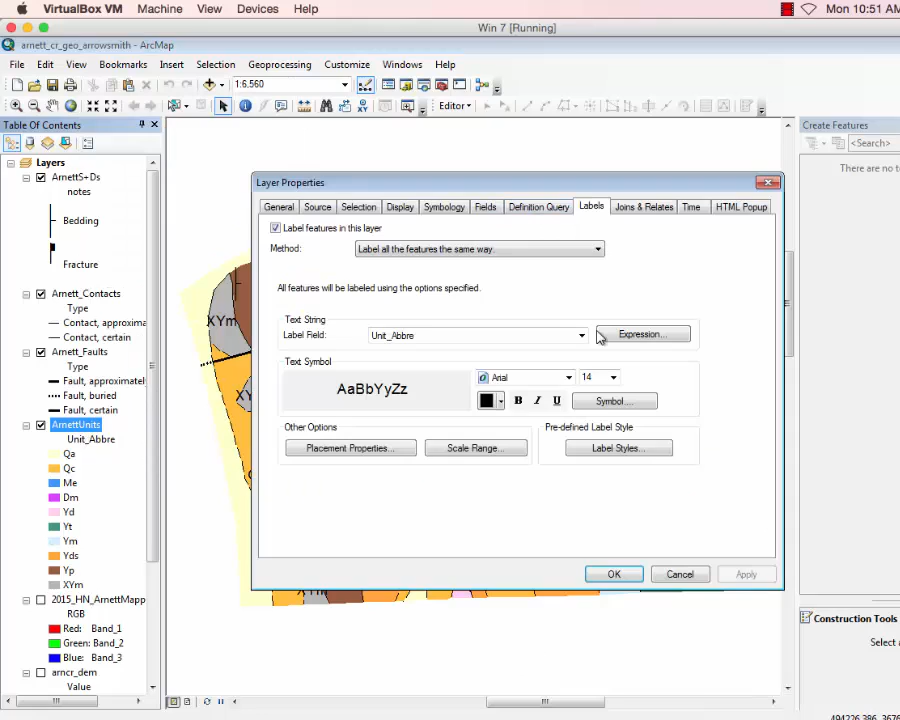 VirtualBox VM Machine View Devices Help Mon 10:51 AM
Win 7 [Running]
arnett_cr_geo_arrowsmith - ArcMap
File Edit View Bookmarks Insert Selection Geoprocessing Customize Windows Help
1:6,560
Editor
Table Of Contents
Create Features
Layers
<Search>
ArnettS+Ds
There are no t
notes
Bedding
Fracture
Arnett_Contacts
Type
Contact, approxima
Contact, certain
Arnett_Faults
Type
Fault, approximatel
Fault, buried
Fault, certain
ArnettUnits
Unit_Abbre
Qa
Qc
Me
Dm
Yd
Yt
Ym
Yds
Yp
XYm
2015_HN_ArnettMapp
RGB
Red: Band_1
Green: Band_2
Blue: Band_3
arncr_dem
Value
XYm
XY
Layer Properties
General Source Selection Display Symbology Fields Definition Query Labels Joins & Relates Time HTML Popup
Label features in this layer
Method: Label all the features the same way.
All features will be labeled using the options specified.
Text String
Label Field: Unit_Abbre Expression...
Text Symbol
AaBbYyZz
Arial 14
B I U Symbol...
Other Options
Pre-defined Label Style
Placement Properties... Scale Range... Label Styles...
OK Cancel Apply
Construction Tools
Select a